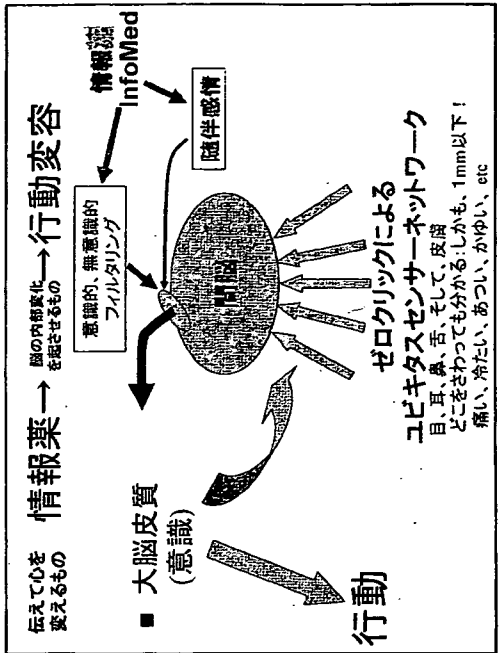 伝えて心を
変えるもの
情報薬→
脳の内部変化
を起させるもの
→行動変容
情報
InfoMed
意識的、無意識的
フィルタリング
随伴感情
■ 大脳皮質
(意識)
間脳
行動
ゼロクリックによる
ユビキタスセンサーネットワーク
目、耳、鼻、舌、そして、皮膚
どこをさわっても分かる:しかも、1mm以下!
痛い、冷たい、あつい、かゆい、etc